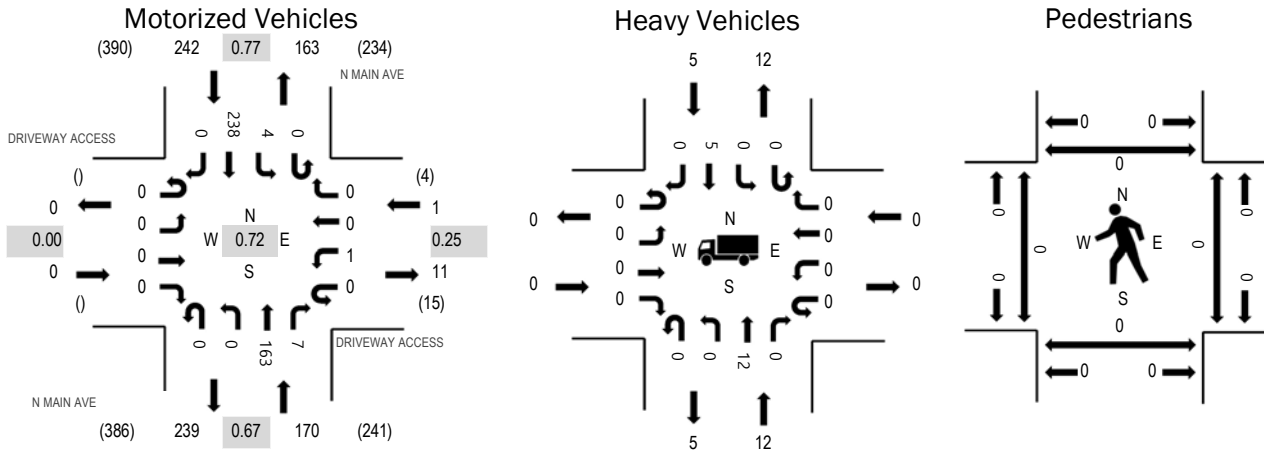 Motorized Vehicles Heavy Vehicles Pedestrians
(390) 242 0.77 163 (234)
N MAIN AVE
5 12
0 238 4 0
0 5 0 0
0 0
0
DRIVEWAY ACCESS
() 0 0 (4)
0 0 0 1
0.00 0 W N 0.72 E S 1 0.25
0 0 0 11
() (15)
0 0 163 7
DRIVEWAY ACCESS
0 0 0 0 0
0 0 W N E S 0 0
0 0 0 0
0 0 12 0
0 0 N 0
W E
0 0 S 0
0
0 0
N MAIN AVE
(386) 239 0.67 170 (241)
5 12